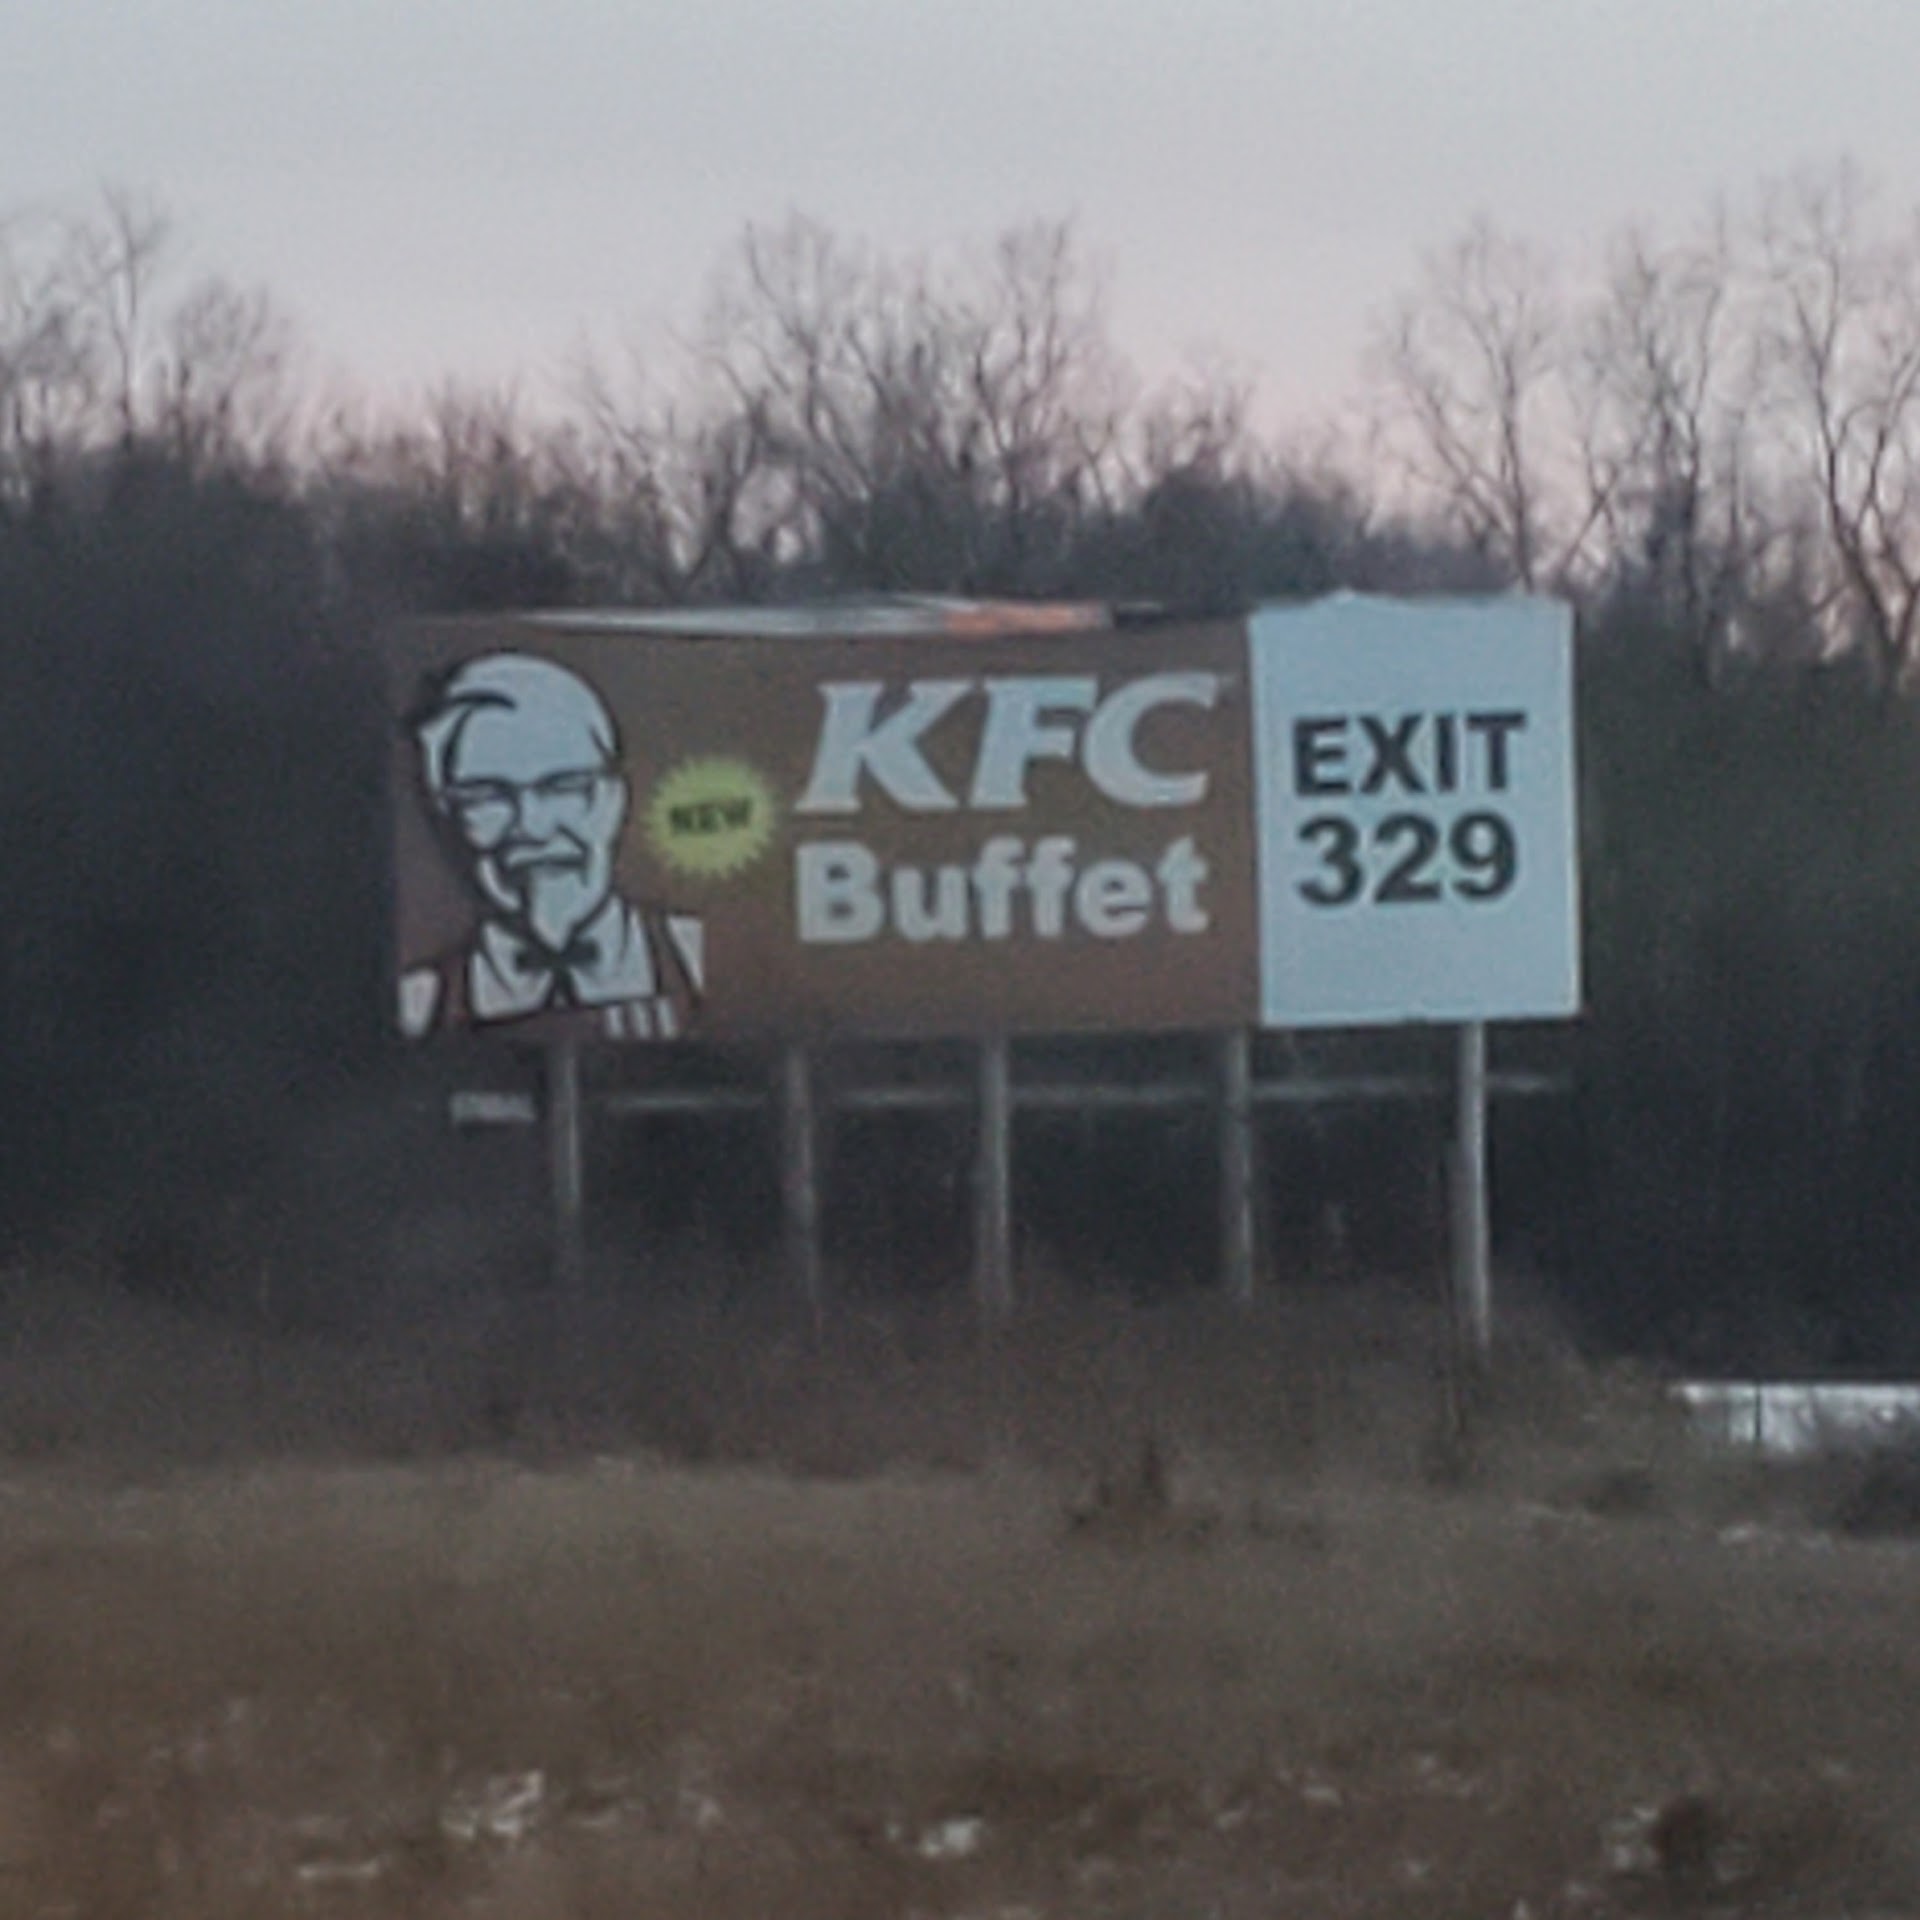 NEW
KFC
Buffet
EXIT
329